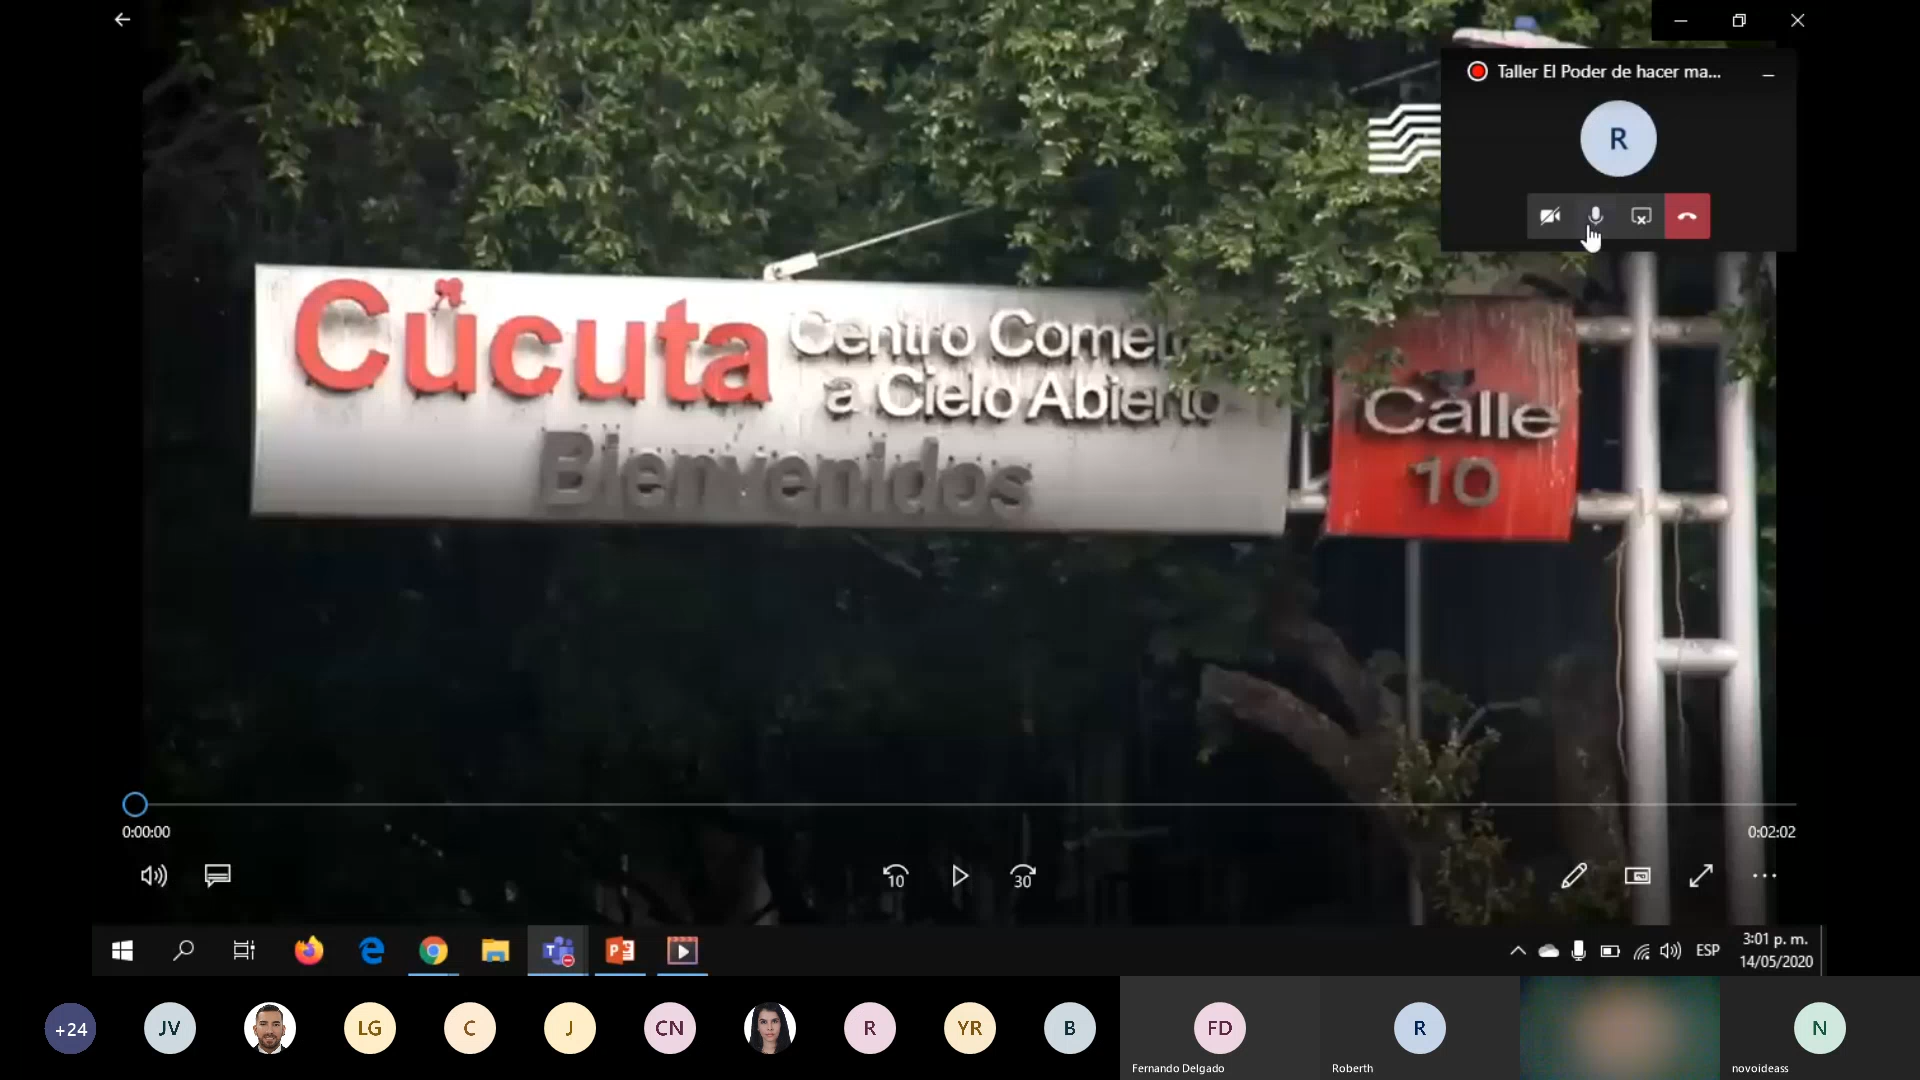 Taller El Poder de hacer ma...
R
Cúcuta Centro Comer
a Cielo Abierto
Bienvenidos
Calle
10
0:00:00
0:02:02
10
30
ESP
3:01 p. m.
14/05/2020
+24
JV
LG
C
J
CN
R
YR
B
FD
Fernando Delgado
R
Roberth
N
novoideass